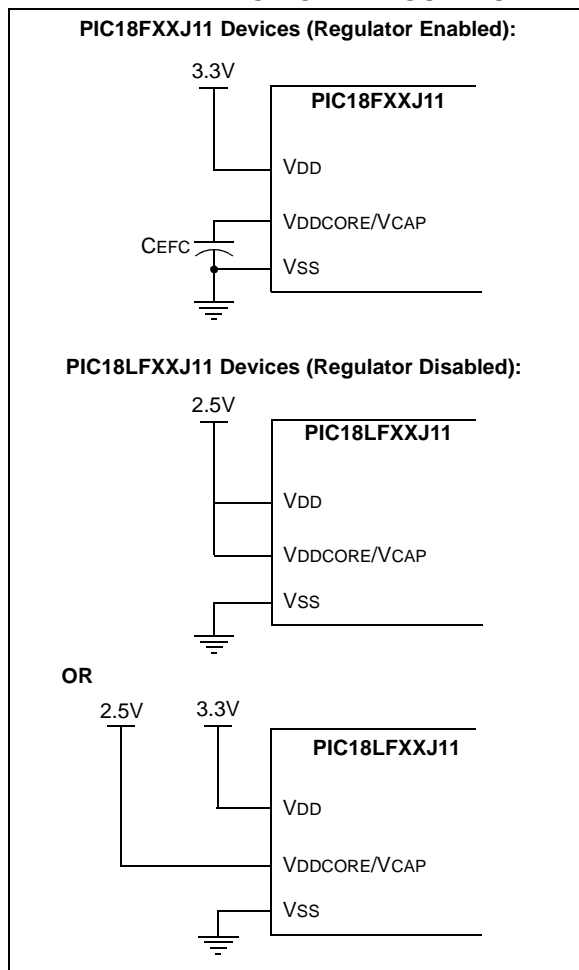 PIC18FXXJ11 Devices (Regulator Enabled):
3.3V
PIC18FXXJ11
VDD
VDDCORE/VCAP
CEFC
VSS
PIC18LFXXJ11 Devices (Regulator Disabled):
2.5V
PIC18LFXXJ11
VDD
VDDCORE/VCAP
VSS
OR
2.5V 3.3V
PIC18LFXXJ11
VDD
VDDCORE/VCAP
VSS